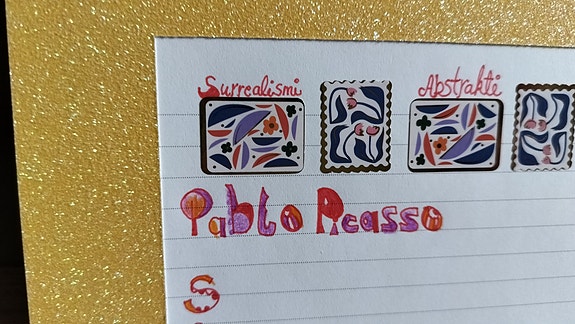 Surrealismi Abstrakti
Pablo Picasso
S